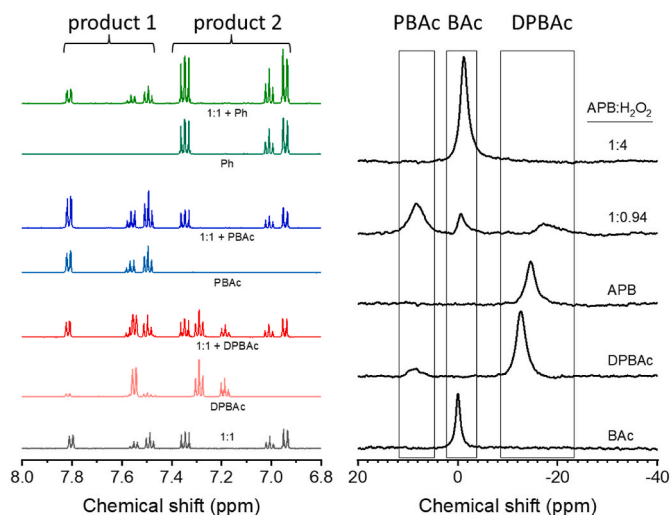 product 1 product 2
1:1 + Ph
Ph
1:1 + PBAc
PBAc
1:1 + DPBAc
DPBAc
1:1
8.0 7.8 7.6 7.4 7.2 7.0 6.8
Chemical shift (ppm)
PBAc BAc DPBAc
APB:H₂O₂
1:4
1:0.94
APB
DPBAc
BAc
20 0 -20 -40
Chemical shift (ppm)